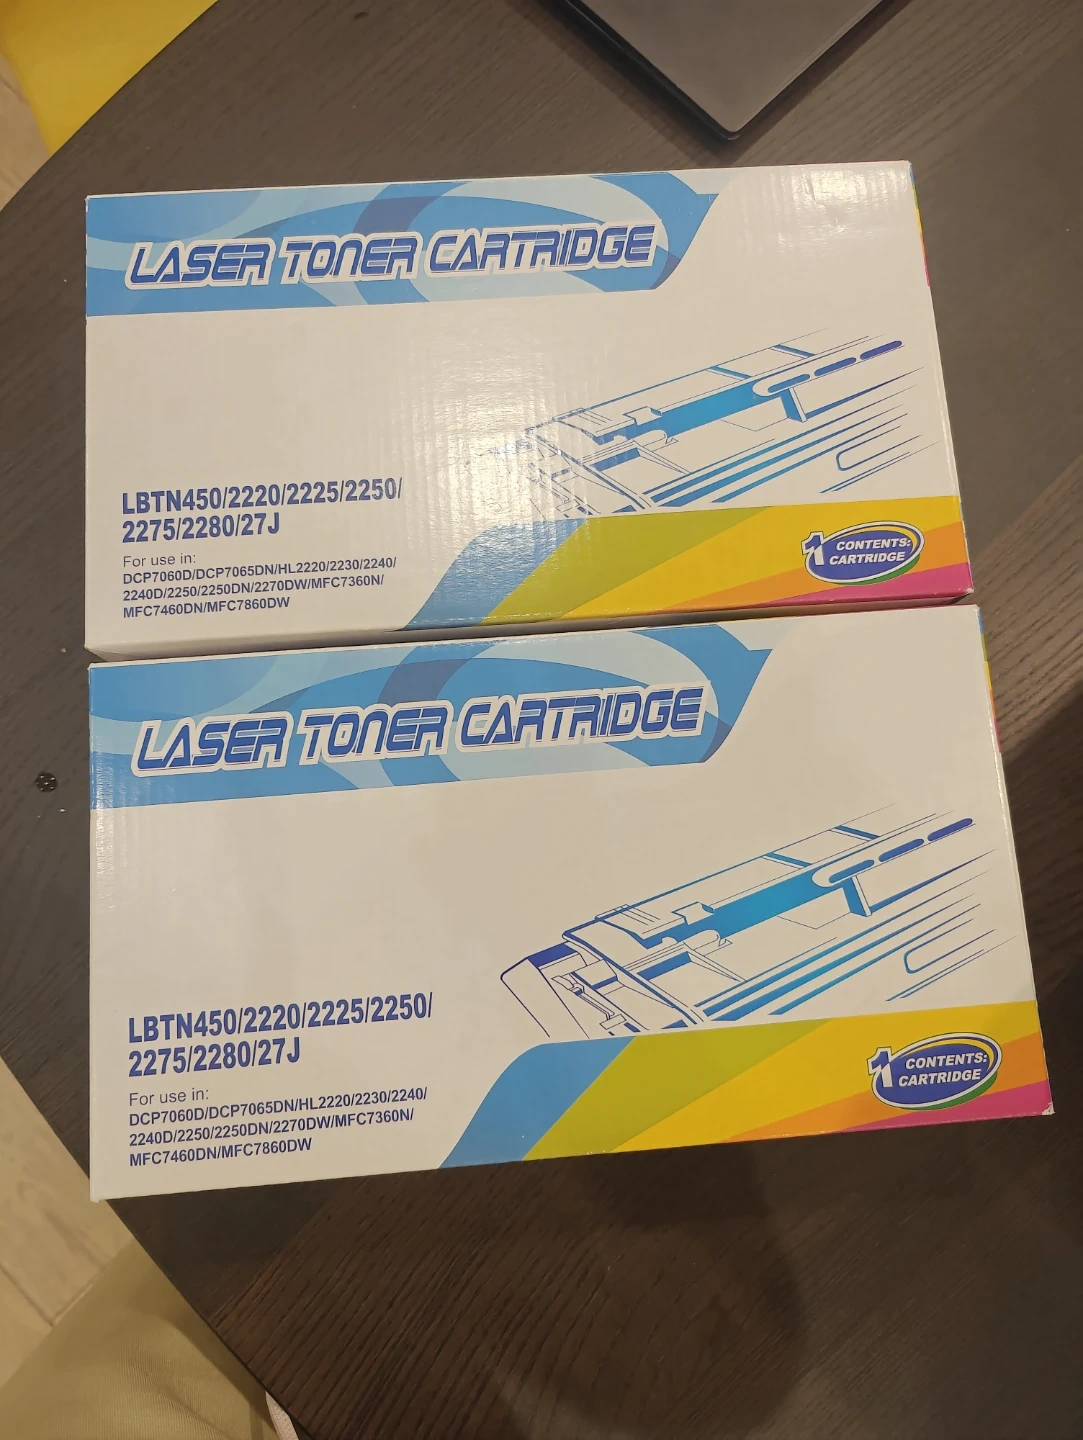 LASER TONER CARTRIDGE
LBTN450/2220/2225/2250/
2275/2280/27J
For use in:
DCP7060D/DCP7065DN/HL2220/2230/2240/
2240D/2250/2250DN/2270DW/MFC7360N/
MFC7460DN/MFC7860DW
1 CONTENTS:
CARTRIDGE
LASER TONER CARTRIDGE
LBTN450/2220/2225/2250/
2275/2280/27J
For use in:
DCP7060D/DCP7065DN/HL2220/2230/2240/
2240D/2250/2250DN/2270DW/MFC7360N/
MFC7460DN/MFC7860DW
1 CONTENTS:
CARTRIDGE